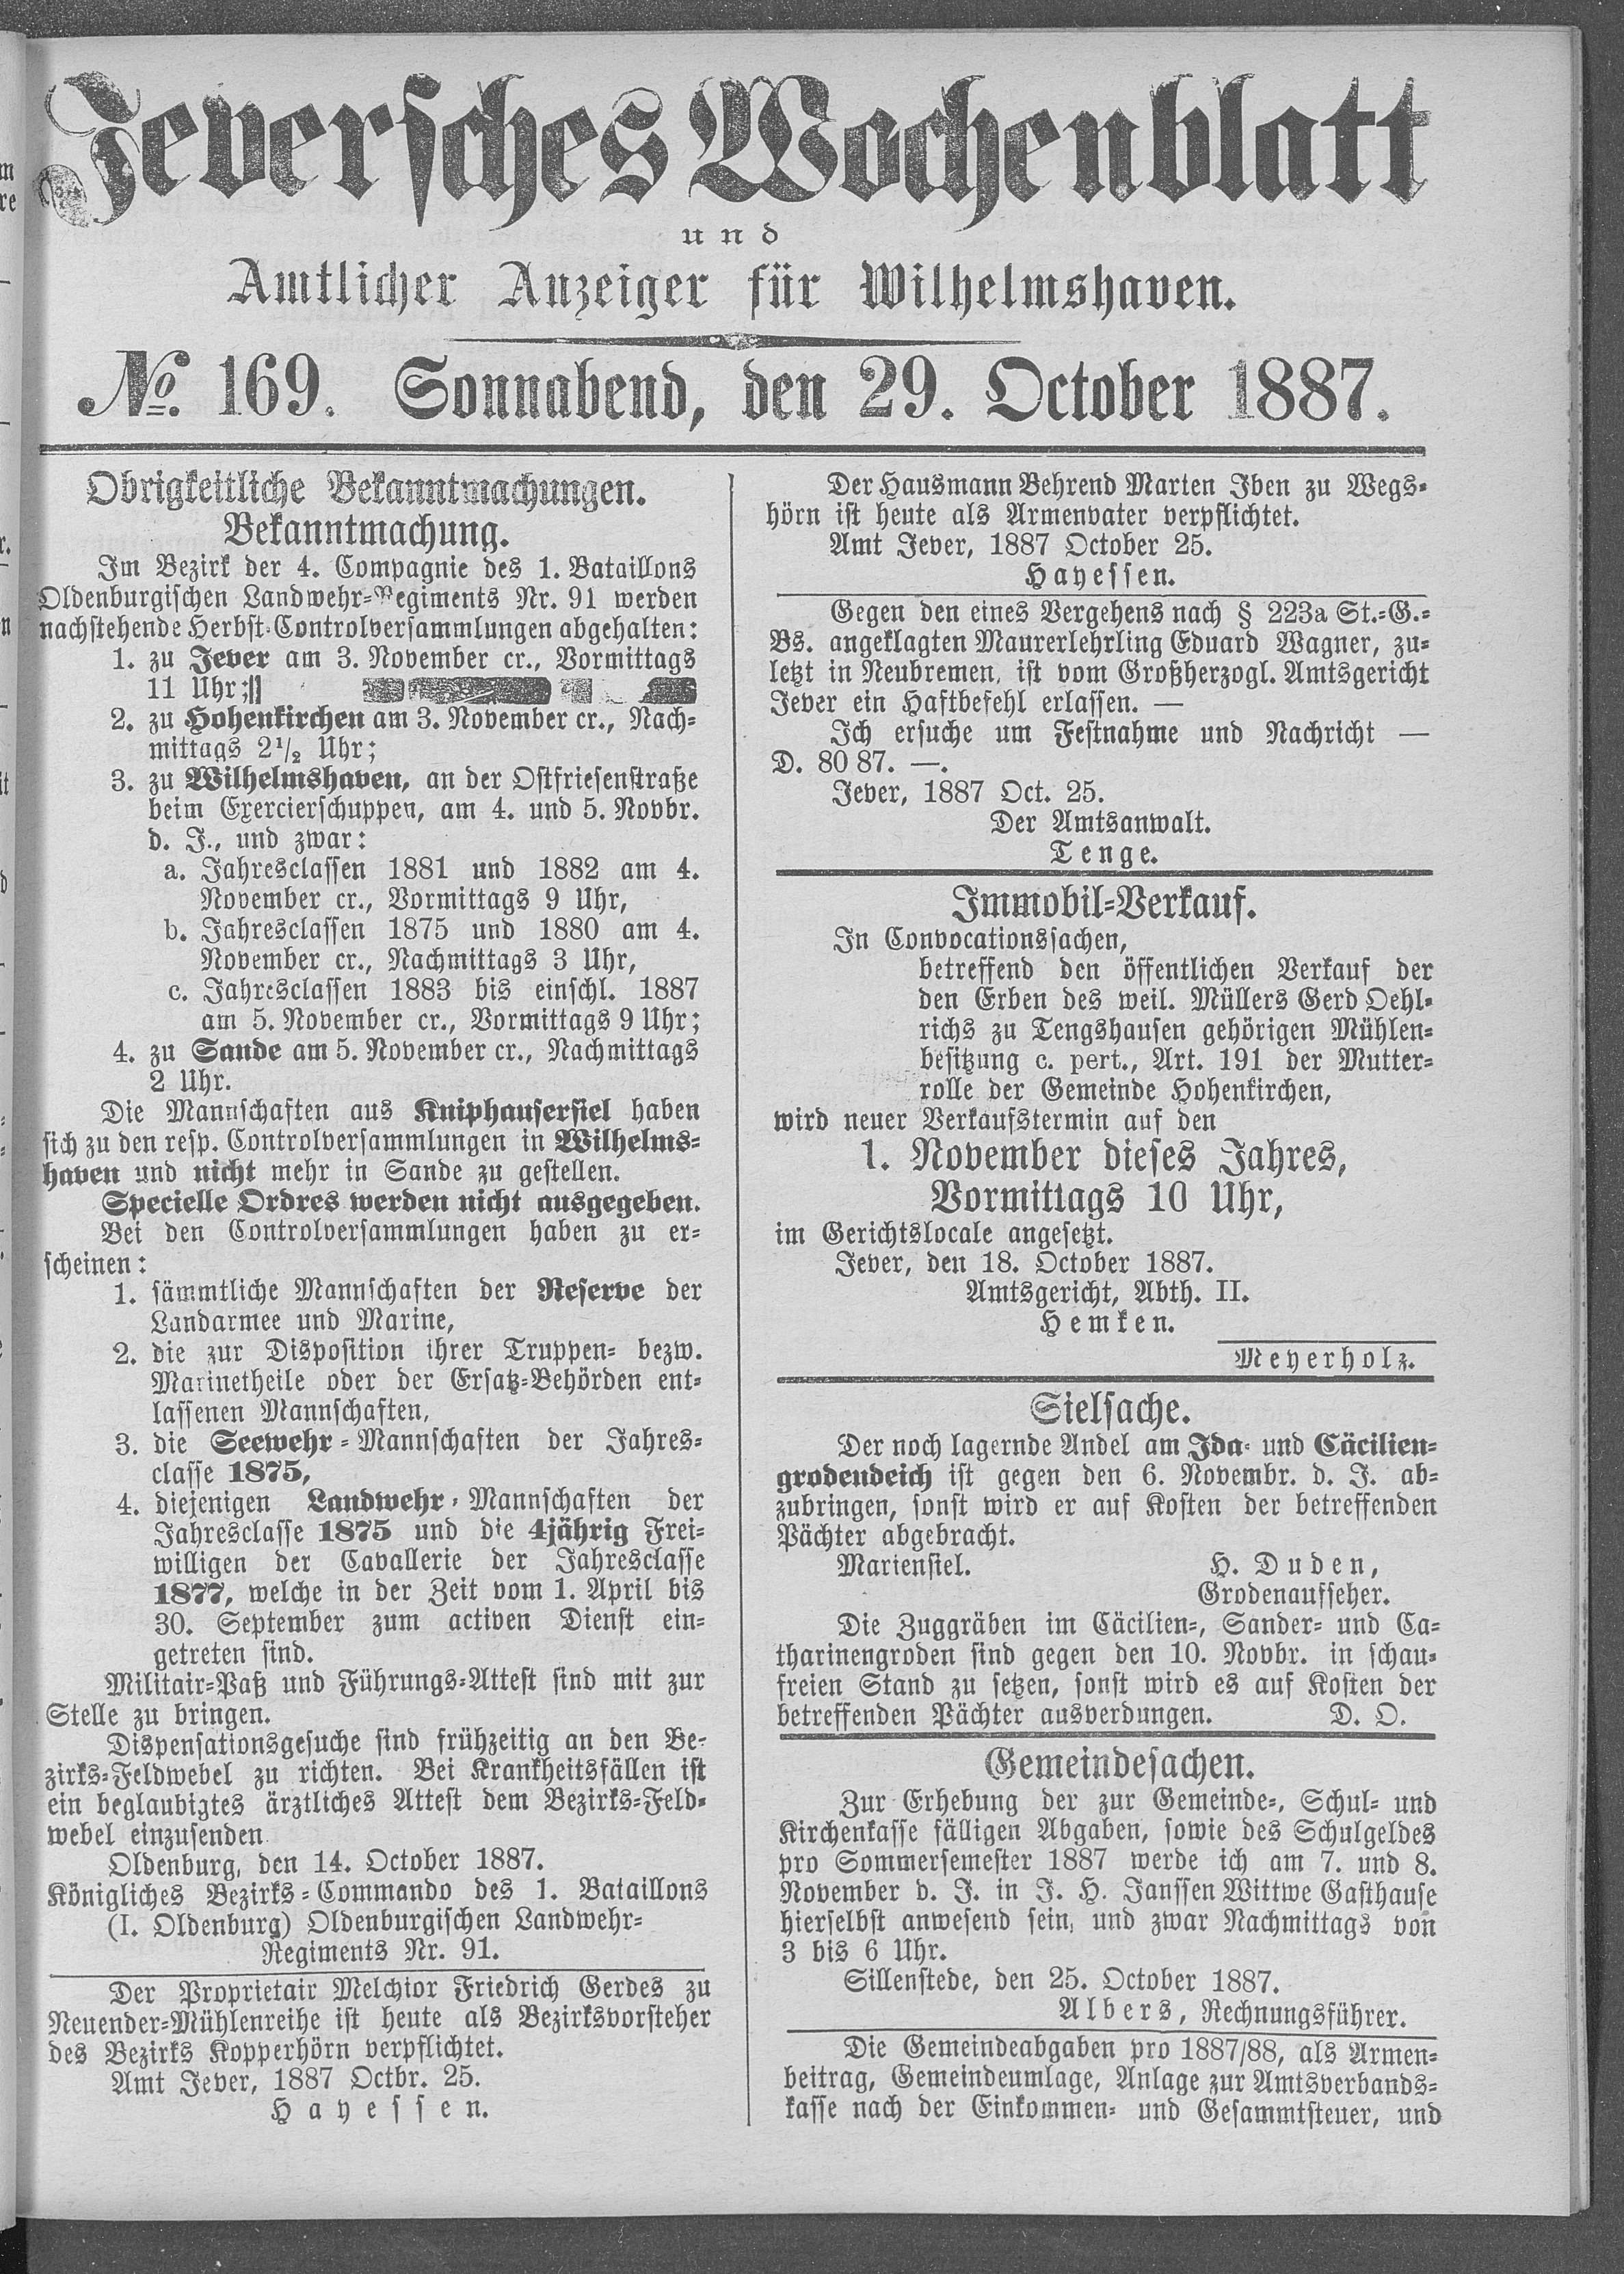 Jeversches Wochenblatt
und
Amtlicher Anzeiger für Wilhelmshaven.
No. 169. Sonnabend, den 29. October 1887.
Obrigkeitliche Bekanntmachungen.
Bekanntmachung.
Im Bezirk der 4. Compagnie des 1. Bataillons
Oldenburgischen Landwehr-Regiments Nr. 91 werden
nachstehende Herbst-Controlversammlungen abgehalten:
1. zu Jever am 3. November cr., Vormittags
11 Uhr;
2. zu Hohenkirchen am 3. November cr., Nach-
mittags 2½ Uhr;
3. zu Wilhelmshaven, an der Ostfriesenstraße
beim Exercierschuppen, am 4. und 5. Novbr.
d. J., und zwar:
a. Jahresclassen 1881 und 1882 am 4.
November cr., Vormittags 9 Uhr,
b. Jahresclassen 1875 und 1880 am 4.
November cr., Nachmittags 3 Uhr,
c. Jahresclassen 1883 bis einschl. 1887
am 5. November cr., Vormittags 9 Uhr;
4. zu Sande am 5. November cr., Nachmittags
2 Uhr.
Die Mannschaften aus Kniphausersiel haben
sich zu den resp. Controlversammlungen in Wilhelms-
haven und nicht mehr in Sande zu gestellen.
Specielle Ordres werden nicht ausgegeben.
Bei den Controlversammlungen haben zu er-
scheinen:
1. sämmtliche Mannschaften der Reserve der
Landarmee und Marine,
2. die zur Disposition ihrer Truppen- bezw.
Marinetheile oder der Ersatz-Behörden ent-
lassenen Mannschaften,
3. die Seewehr-Mannschaften der Jahres-
classe 1875,
4. diejenigen Landwehr-Mannschaften der
Jahresclasse 1875 und die 4jährig Frei-
willigen der Cavallerie der Jahresclasse
1877, welche in der Zeit vom 1. April bis
30. September zum activen Dienst ein-
getreten sind.
Militair-Paß und Führungs-Attest sind mit zur
Stelle zu bringen.
Dispensationsgesuche sind frühzeitig an den Be-
zirks-Feldwebel zu richten. Bei Krankheitsfällen ist
ein beglaubigtes ärztliches Attest dem Bezirks-Feld-
webel einzusenden.
Oldenburg, den 14. October 1887.
Königliches Bezirks-Commando des 1. Bataillons
(I. Oldenburg) Oldenburgischen Landwehr-
Regiments Nr. 91.
Der Proprietair Melchior Friedrich Gerdes zu
Neuender-Mühlenreihe ist heute als Bezirksvorsteher
des Bezirks Kopperhörn verpflichtet.
Amt Jever, 1887 Octbr. 25.
Hayessen.
Der Hausmann Behrend Marten Iben zu Wegs-
hörn ist heute als Armenvater verpflichtet.
Amt Jever, 1887 October 25.
Hayessen.
Gegen den eines Vergehens nach § 223a St.-G.-
Bs. angeklagten Maurerlehrling Eduard Wagner, zu-
letzt in Neubremen, ist vom Großherzogl. Amtsgericht
Jever ein Haftbefehl erlassen. —
Ich ersuche um Festnahme und Nachricht —
D. 80 87. —.
Jever, 1887 Oct. 25.
Der Amtsanwalt.
Tenge.
Immobil-Verkauf.
In Convocationssachen,
betreffend den öffentlichen Verkauf der
den Erben des weil. Müllers Gerd Oehl-
richs zu Tengshausen gehörigen Mühlen-
besitzung c. pert., Art. 191 der Mutter-
rolle der Gemeinde Hohenkirchen,
wird neuer Verkaufstermin auf den
1. November dieses Jahres,
Vormittags 10 Uhr,
im Gerichtslocale angesetzt.
Jever, den 18. October 1887.
Amtsgericht, Abth. II.
Hemken.
Meyerholz.
Sielsache.
Der noch lagernde Andel am Ida- und Cäcilien-
grodendeich ist gegen den 6. Novembr. d. J. ab-
zubringen, sonst wird er auf Kosten der betreffenden
Pächter abgebracht.
Mariensiel. H. Duden,
Grodenaufseher.
Die Zuggräben im Cäcilien-, Sander- und Ca-
tharinengroden sind gegen den 10. Novbr. in schau-
freien Stand zu setzen, sonst wird es auf Kosten der
betreffenden Pächter ausverdungen. D. O.
Gemeindesachen.
Zur Erhebung der zur Gemeinde-, Schul- und
Kirchenkasse fälligen Abgaben, sowie des Schulgeldes
pro Sommersemester 1887 werde ich am 7. und 8.
November d. J. in J. H. Janssen Wittwe Gasthause
hierselbst anwesend sein, und zwar Nachmittags von
3 bis 6 Uhr.
Sillenstede, den 25. October 1887.
Albers, Rechnungsführer.
Die Gemeindeabgaben pro 1887/88, als Armen-
beitrag, Gemeindeumlage, Anlage zur Amtsverbands-
kasse nach der Einkommen- und Gesammtsteuer, und